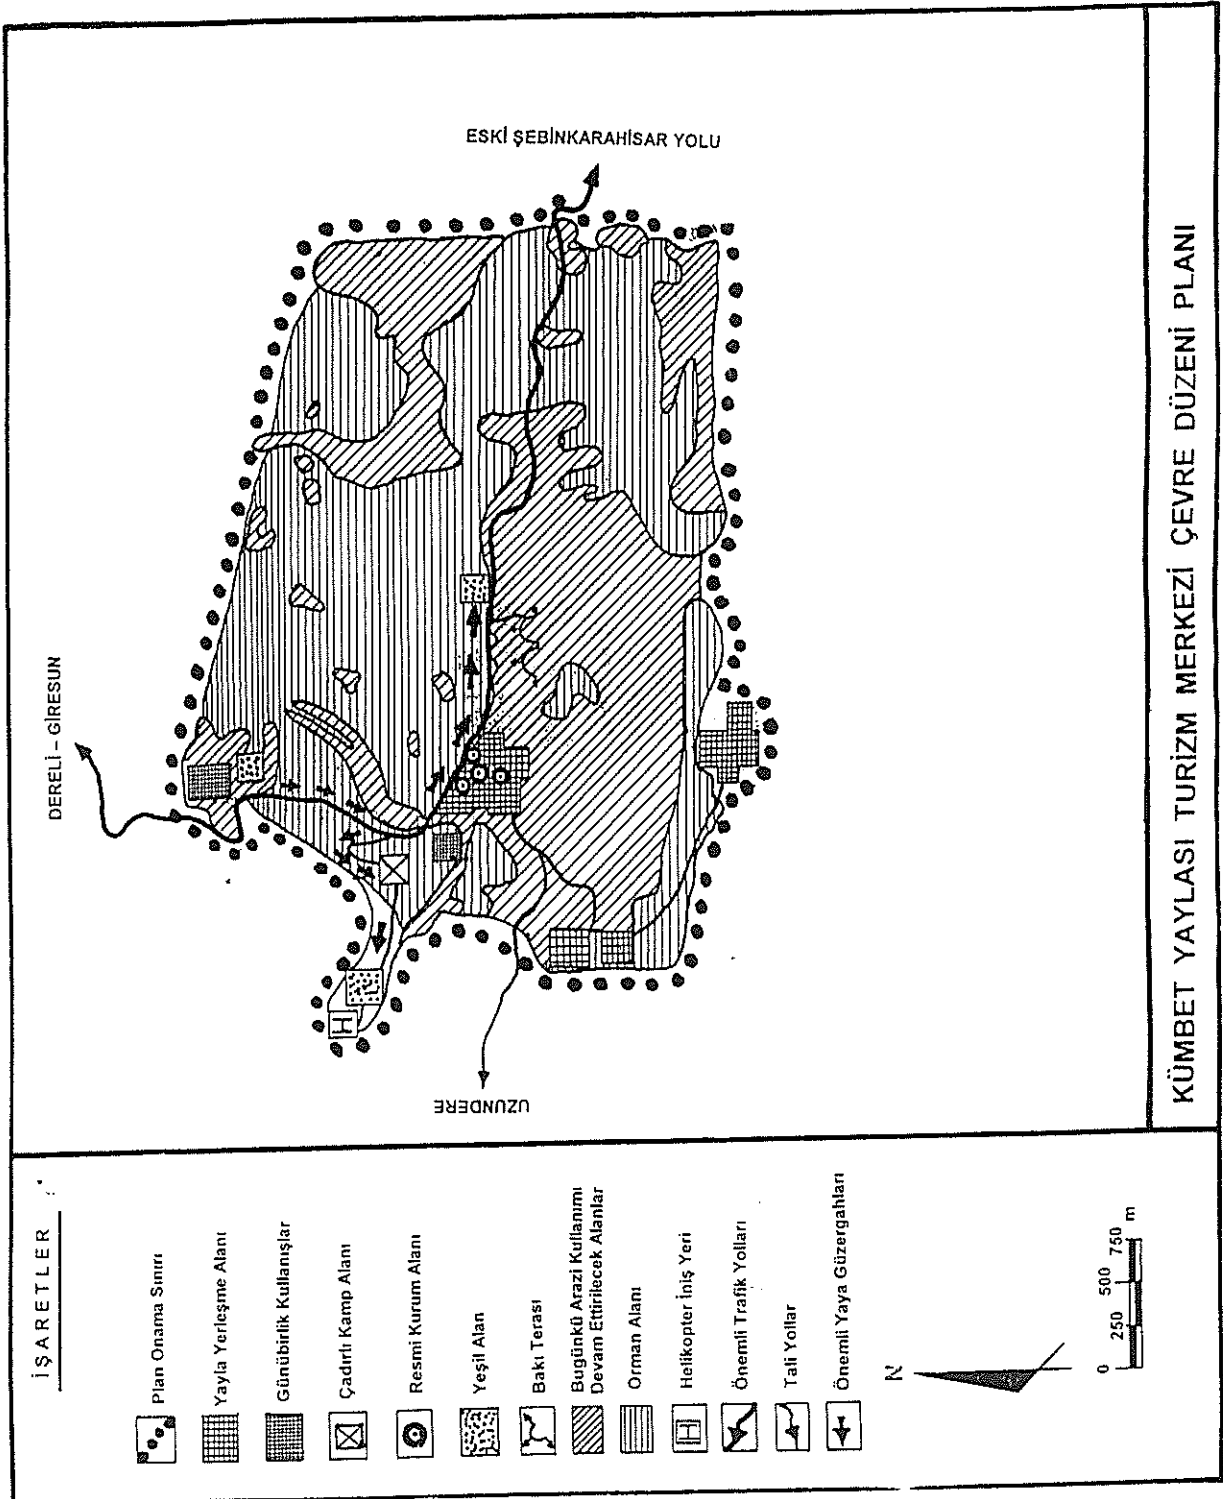 ESKİ ŞEBİNKARAHİSAR YOLU
DERELİ – GİRESUN
UZUNDERE
H
KÜMBET YAYLASI TURİZM MERKEZİ ÇEVRE DÜZENİ PLANI
İŞARETLER
Plan Onama Sınırı
Yayla Yerleşme Alanı
Günübirlik Kullanışlar
Çadırlı Kamp Alanı
Resmi Kurum Alanı
Yeşil Alan
Bakı Terası
Bugünkü Arazi Kullanımı
Devam Ettirilecek Alanlar
Orman Alanı
H Helikopter İniş Yeri
Önemli Trafik Yolları
Tali Yollar
Önemli Yaya Güzergahları
N
0 250 500 750 m